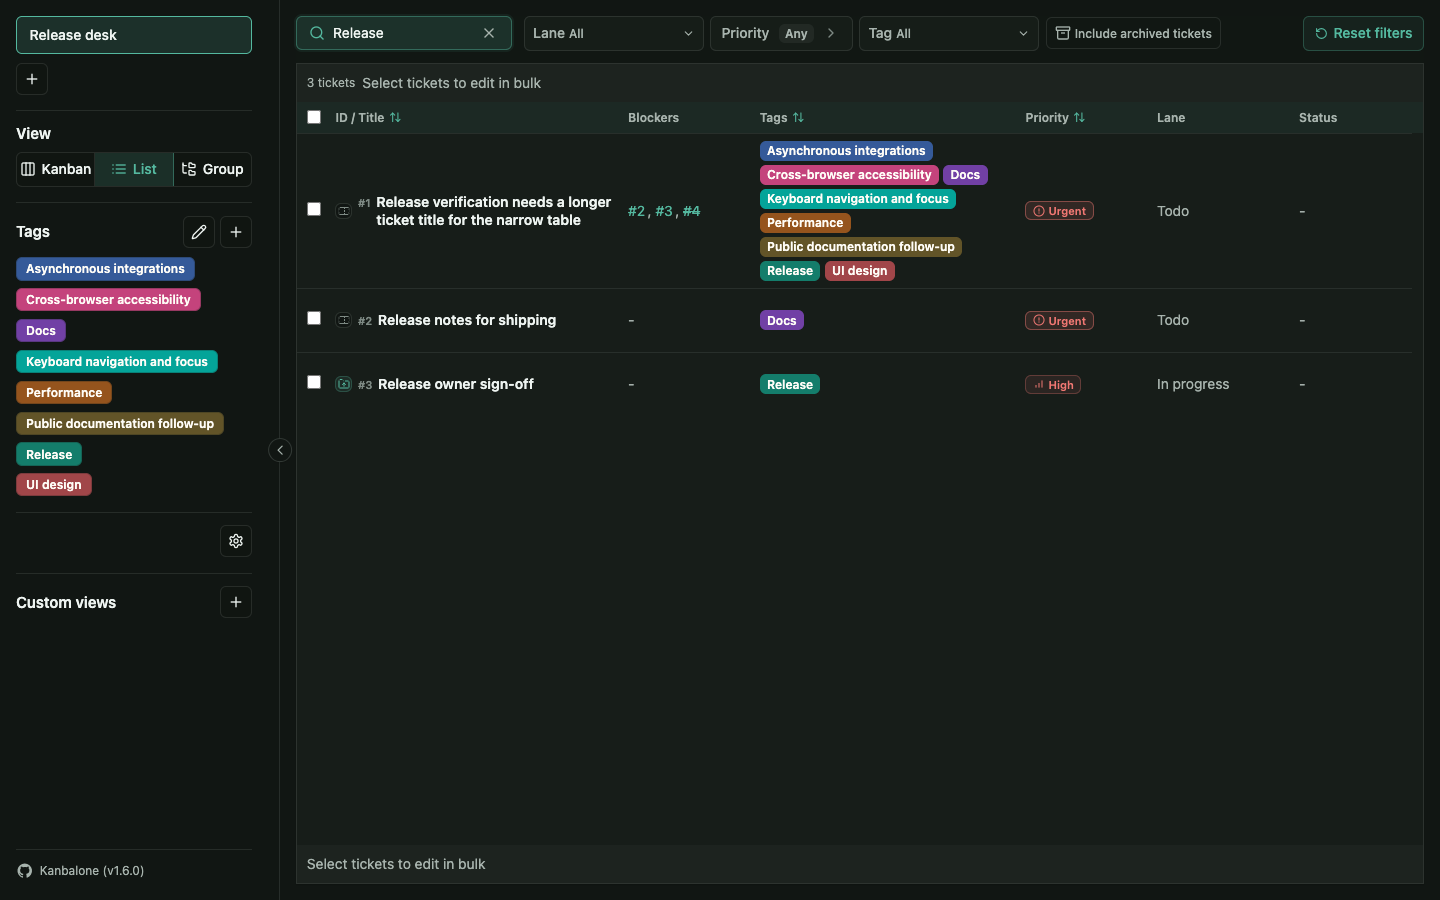 Release desk
View
Kanban List Group
Tags
Asynchronous integrations
Cross-browser accessibility
Docs
Keyboard navigation and focus
Performance
Public documentation follow-up
Release
UI design
Custom views
Kanbalone (v1.6.0)
Release Lane All Priority Any Tag All Include archived tickets Reset filters
3 tickets Select tickets to edit in bulk
ID / Title Blockers Tags Priority Lane Status
#1 Release verification needs a longer
ticket title for the narrow table
#2, #3, #4
Asynchronous integrations
Cross-browser accessibility Docs
Keyboard navigation and focus
Performance
Public documentation follow-up
Release UI design
Urgent Todo -
#2 Release notes for shipping - Docs Urgent Todo -
#3 Release owner sign-off - Release High In progress -
Select tickets to edit in bulk